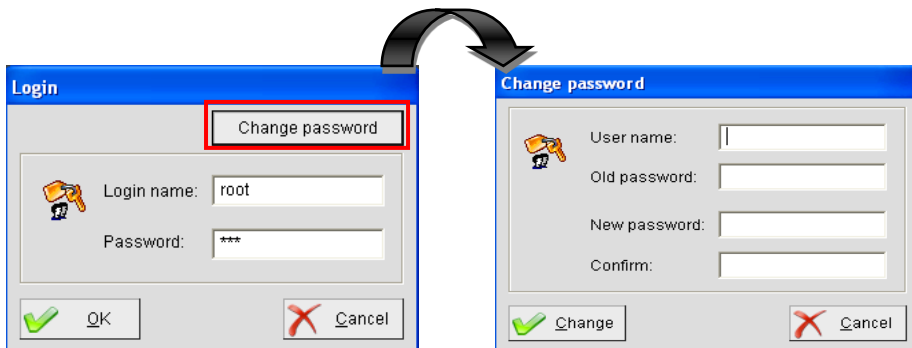 Login
Change password
Login name: root
Password: ***
OK
Cancel
Change password
User name:
Old password:
New password:
Confirm:
Change
Cancel